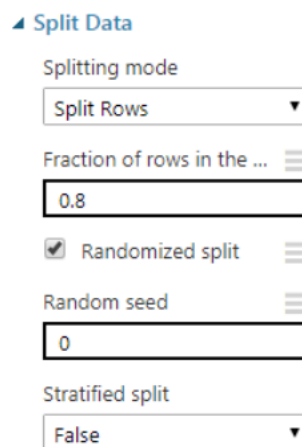 Split Data
Splitting mode
Split Rows
Fraction of rows in the ...
0.8
Randomized split
Random seed
0
Stratified split
False